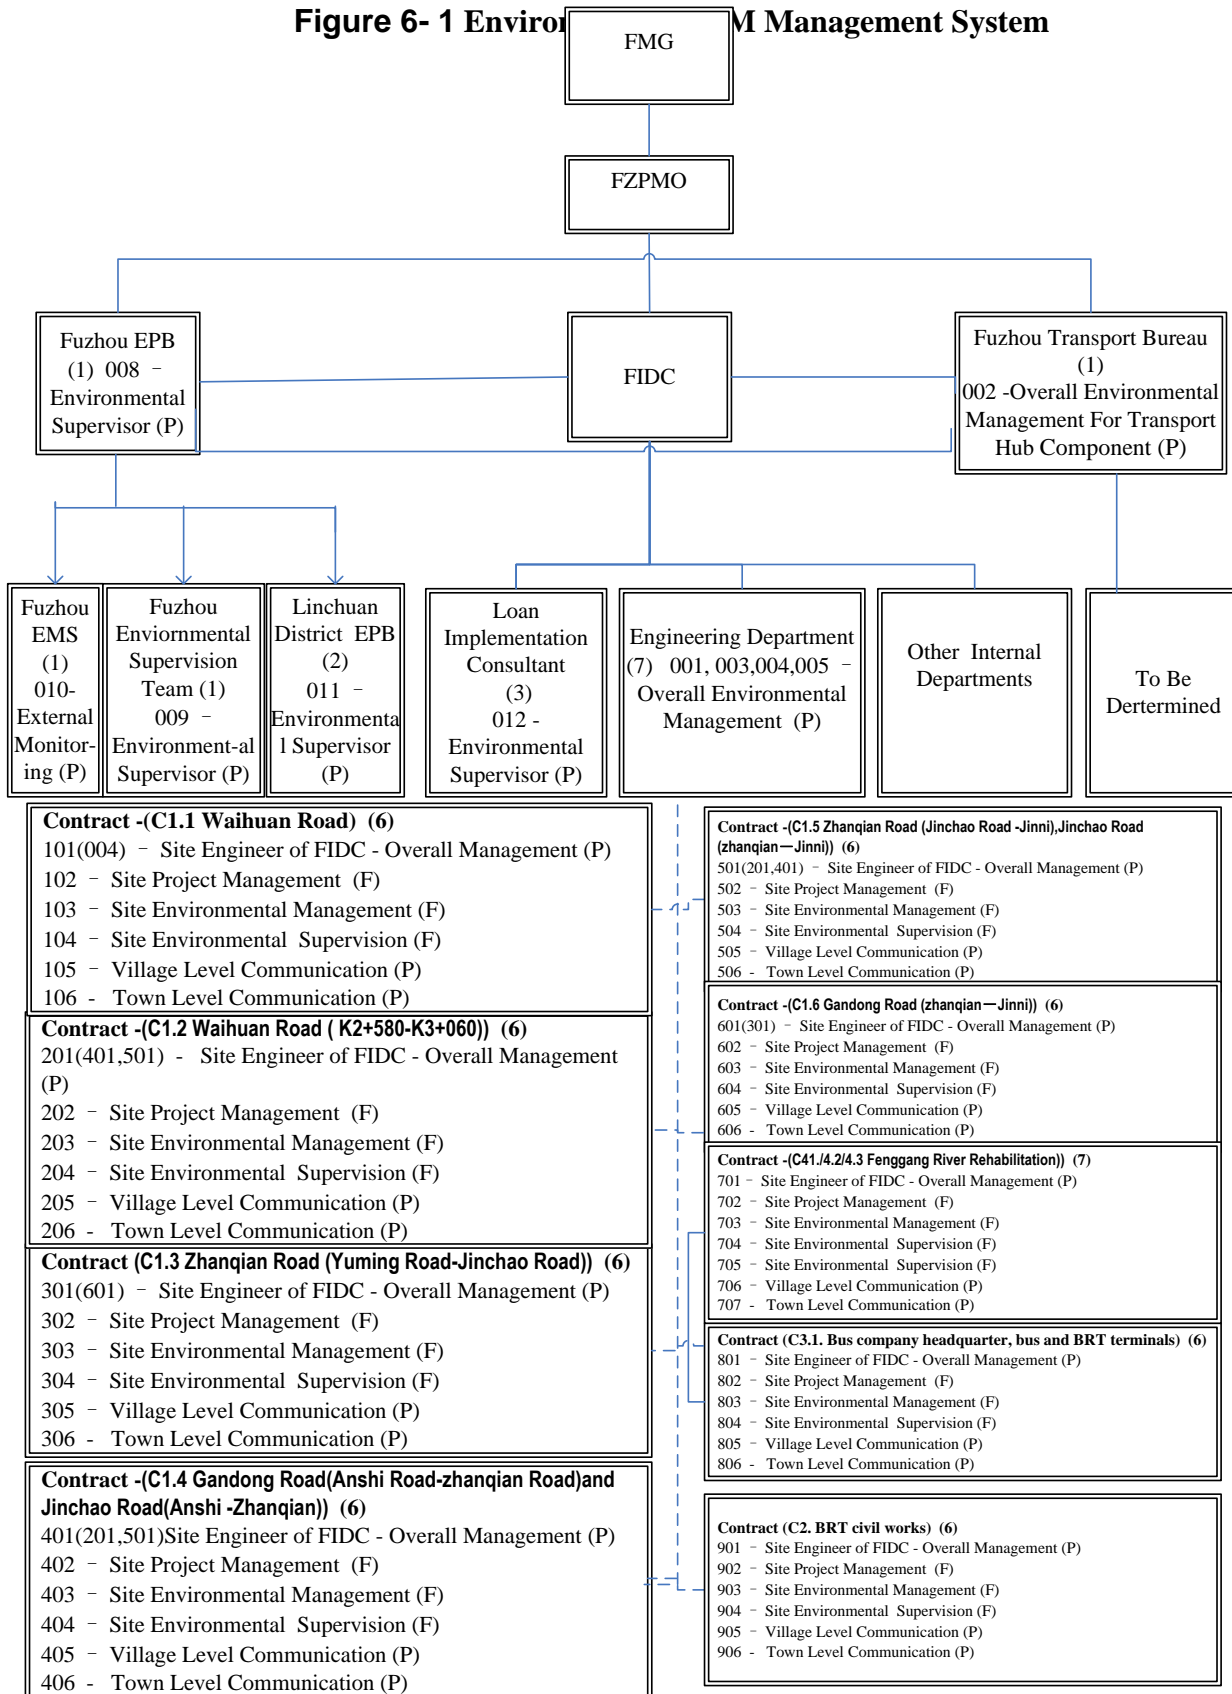 Figure 6- 1 Environ M Management System
FMG
FZPMO
Fuzhou EPB
(1) 008 –
Environmental
Supervisor (P)
FIDC
Fuzhou Transport Bureau
(1)
002 -Overall Environmental
Management For Transport
Hub Component (P)
Fuzhou
EMS
(1)
010-
External
Monitor-
ing (P)
Fuzhou
Enviornmental
Supervision
Team (1)
009 –
Environment-al
Supervisor (P)
Linchuan
District EPB
(2)
011 –
Environmenta
l Supervisor
(P)
Loan
Implementation
Consultant
(3)
012 -
Environmental
Supervisor (P)
Engineering Department
(7) 001, 003,004,005 –
Overall Environmental
Management (P)
Other Internal
Departments
To Be
Dertermined
Contract -(C1.1 Waihuan Road) (6)
101(004) – Site Engineer of FIDC - Overall Management (P)
102 – Site Project Management (F)
103 – Site Environmental Management (F)
104 – Site Environmental Supervision (F)
105 – Village Level Communication (P)
106 - Town Level Communication (P)
Contract -(C1.2 Waihuan Road ( K2+580-K3+060)) (6)
201(401,501) - Site Engineer of FIDC - Overall Management
(P)
202 – Site Project Management (F)
203 – Site Environmental Management (F)
204 – Site Environmental Supervision (F)
205 – Village Level Communication (P)
206 - Town Level Communication (P)
Contract (C1.3 Zhanqian Road (Yuming Road-Jinchao Road)) (6)
301(601) – Site Engineer of FIDC - Overall Management (P)
302 – Site Project Management (F)
303 – Site Environmental Management (F)
304 – Site Environmental Supervision (F)
305 – Village Level Communication (P)
306 - Town Level Communication (P)
Contract -(C1.4 Gandong Road(Anshi Road-zhanqian Road)and
Jinchao Road(Anshi -Zhanqian)) (6)
401(201,501)Site Engineer of FIDC - Overall Management (P)
402 – Site Project Management (F)
403 – Site Environmental Management (F)
404 – Site Environmental Supervision (F)
405 – Village Level Communication (P)
406 - Town Level Communication (P)
Contract -(C1.5 Zhanqian Road (Jinchao Road -Jinni),Jinchao Road
(zhanqian—Jinni)) (6)
501(201,401) – Site Engineer of FIDC - Overall Management (P)
502 – Site Project Management (F)
503 – Site Environmental Management (F)
504 – Site Environmental Supervision (F)
505 – Village Level Communication (P)
506 - Town Level Communication (P)
Contract -(C1.6 Gandong Road (zhanqian—Jinni)) (6)
601(301) – Site Engineer of FIDC - Overall Management (P)
602 – Site Project Management (F)
603 – Site Environmental Management (F)
604 – Site Environmental Supervision (F)
605 – Village Level Communication (P)
606 - Town Level Communication (P)
Contract -(C41./4.2/4.3 Fenggang River Rehabilitation)) (7)
701 – Site Engineer of FIDC - Overall Management (P)
702 – Site Project Management (F)
703 – Site Environmental Management (F)
704 – Site Environmental Supervision (F)
705 – Site Environmental Supervision (F)
706 – Village Level Communication (P)
707 - Town Level Communication (P)
Contract (C3.1. Bus company headquarter, bus and BRT terminals) (6)
801 – Site Engineer of FIDC - Overall Management (P)
802 – Site Project Management (F)
803 – Site Environmental Management (F)
804 – Site Environmental Supervision (F)
805 – Village Level Communication (P)
806 - Town Level Communication (P)
Contract (C2. BRT civil works) (6)
901 – Site Engineer of FIDC - Overall Management (P)
902 – Site Project Management (F)
903 – Site Environmental Management (F)
904 – Site Environmental Supervision (F)
905 – Village Level Communication (P)
906 - Town Level Communication (P)